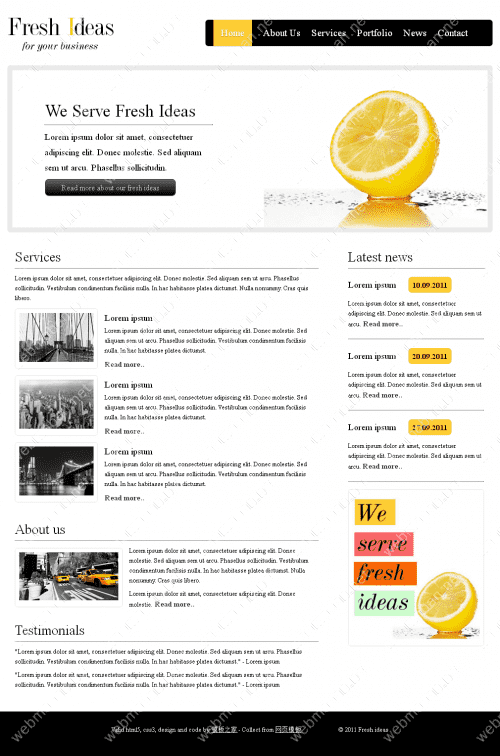 Fresh Ideas
for your business
Home About Us Services Portfolio News Contact
We Serve Fresh Ideas
Lorem ipsum dolor sit amet, consectetuer
adipiscing elit. Donec molestie. Sed aliquam
sem ut arcu. Phasellus sollicitudin.
Read more about our fresh ideas
Services
Lorem ipsum dolor sit amet, consectetuer adipiscing elit. Donec molestie. Sed aliquam sem ut arcu. Phasellus
sollicitudin. Vestibulum condimentum facilisis nulla. In hac habitasse platea dictumst. Nulla nonummy. Cras quis
libero.
Lorem ipsum
Lorem ipsum dolor sit amet, consectetuer adipiscing elit. Donec molestie. Sed
aliquam sem ut arcu. Phasellus sollicitudin. Vestibulum condimentum facilisis
nulla. In hac habitasse platea dictumst.
Read more..
Lorem ipsum
Lorem ipsum dolor sit amet, consectetuer adipiscing elit. Donec molestie. Sed
aliquam sem ut arcu. Phasellus sollicitudin. Vestibulum condimentum facilisis
nulla. In hac habitasse platea dictumst.
Read more..
Lorem ipsum
Lorem ipsum dolor sit amet, consectetuer adipiscing elit. Donec molestie. Sed
aliquam sem ut arcu. Phasellus sollicitudin. Vestibulum condimentum facilisis
nulla. In hac habitasse platea dictumst.
Read more..
About us
Lorem ipsum dolor sit amet, consectetuer adipiscing elit. Donec
molestie. Sed aliquam sem ut arcu. Phasellus sollicitudin. Vestibulum
condimentum facilisis nulla. In hac habitasse platea dictumst. Nulla
nonummy. Cras quis libero.
Lorem ipsum dolor sit amet, consectetuer adipiscing elit. Donec
molestie. Read more..
Testimonials
"Lorem ipsum dolor sit amet, consectetuer adipiscing elit. Donec molestie. Sed aliquam sem ut arcu. Phasellus
sollicitudin. Vestibulum condimentum facilisis nulla. In hac habitasse platea dictumst." - Lorem ipsum
"Lorem ipsum dolor sit amet, consectetuer adipiscing elit. Donec molestie. Sed aliquam sem ut arcu. Phasellus
sollicitudin. Vestibulum condimentum facilisis nulla. In hac habitasse platea dictumst." - Lorem ipsum
Latest news
Lorem ipsum 10.09.2011
Lorem ipsum dolor sit amet, consectetuer
adipiscing elit. Donec molestie. Sed aliquam sem ut
arcu. Read more..
Lorem ipsum 20.09.2011
Lorem ipsum dolor sit amet, consectetuer
adipiscing elit. Donec molestie. Sed aliquam sem ut
arcu. Read more..
Lorem ipsum 27.09.2011
Lorem ipsum dolor sit amet, consectetuer
adipiscing elit. Donec molestie. Sed aliquam sem ut
arcu. Read more..
We
serve
fresh
ideas
html5, css3, design and code by 模板之家 - Collect from 网页模板 © 2011 Fresh ideas